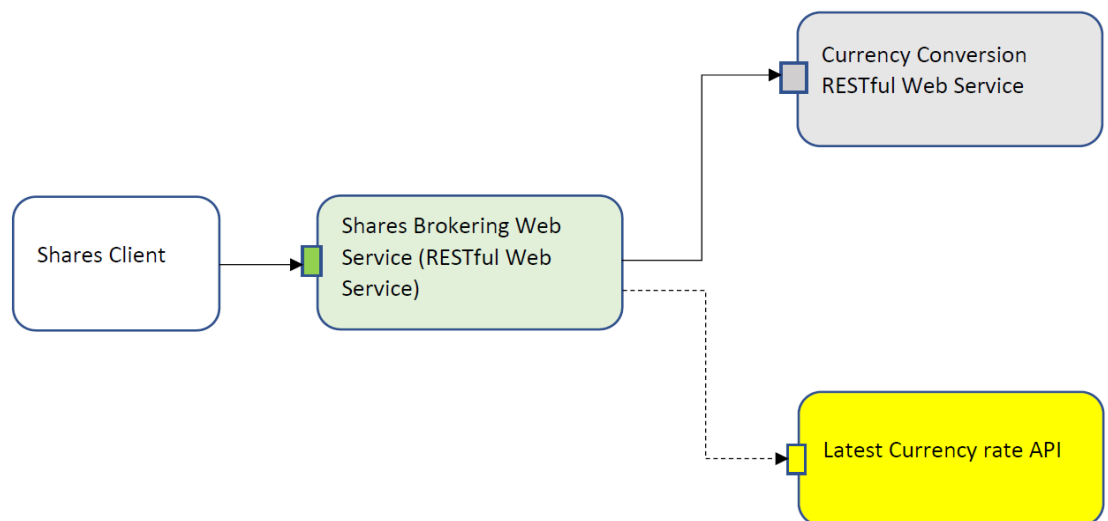 Currency Conversion
RESTful Web Service
Shares Client
Shares Brokering Web
Service (RESTful Web
Service)
Latest Currency rate API